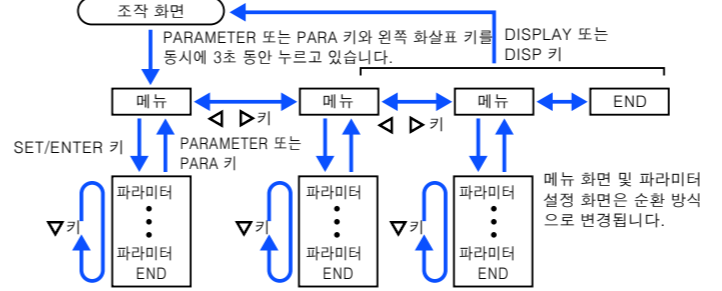 조작 화면
PARAMETER 또는 PARA 키와 왼쪽 화살표 키를
동시에 3초 동안 누르고 있습니다.
DISPLAY 또는
DISP 키
메뉴
메뉴
메뉴
END
키
키
SET/ENTER 키
PARAMETER 또는
PARA 키
메뉴 화면 및 파라미터
설정 화면은 순환 방식
으로 변경됩니다.
키
파라미터
파라미터
END
키
파라미터
파라미터
END
키
파라미터
파라미터
END